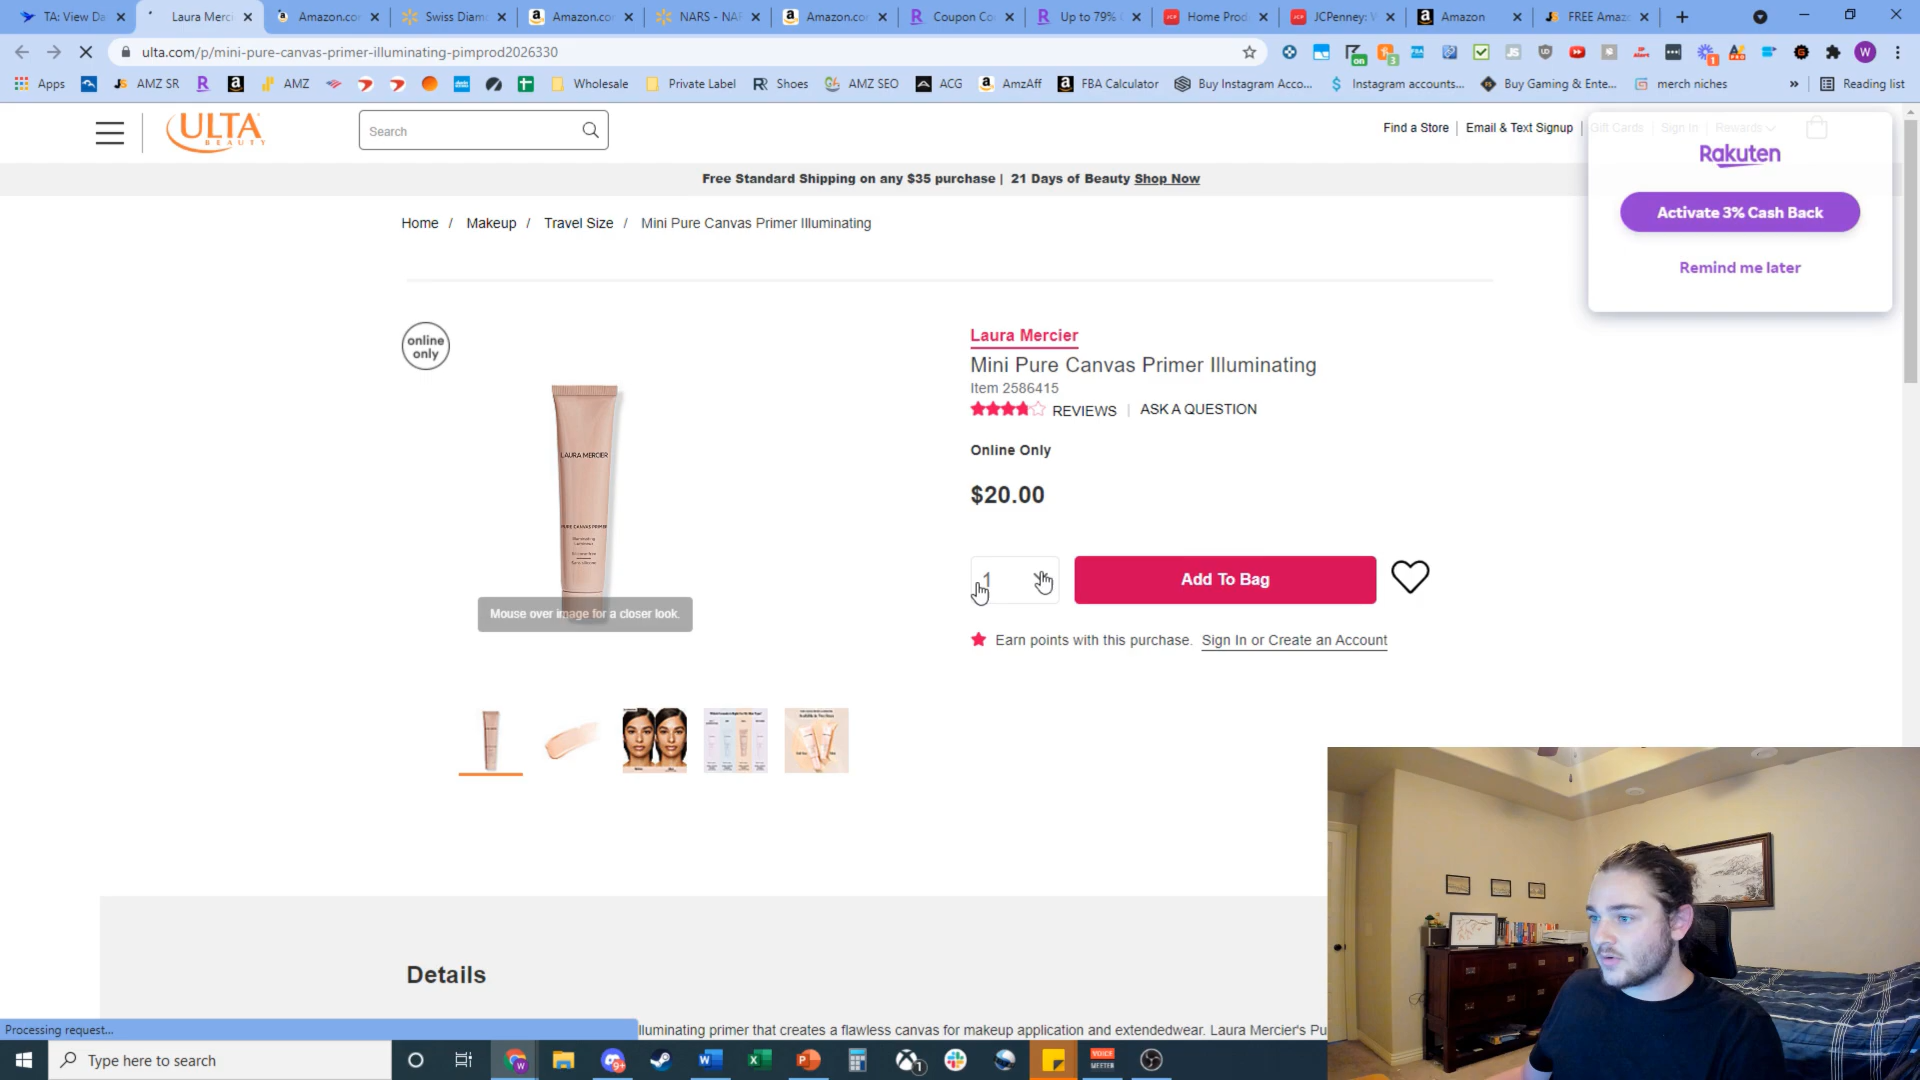 TA: View Da
Laura Merci
Amazon.co
Swiss Diam
Amazon.co
NARS - NA
Amazon.co
Coupon Co
Up to 79%
Home Prod
JCPenney: W
Amazon
FREE Amaz
ulta.com/p/mini-pure-canvas-primer-illuminating-pimprod2026330
Apps
AMZ SR
AMZ
Wholesale
Private Label
Shoes
AMZ SEO
ACG
AmzAff
FBA Calculator
Buy Instagram Acco...
Instagram accounts...
Buy Gaming & Ente...
merch niches
Reading list
ULTA
BEAUTY
Search
Find a Store
Email & Text Signup
Gift Cards
Sign In
Rewards
Rakuten
Activate 3% Cash Back
Remind me later
Free Standard Shipping on any $35 purchase | 21 Days of Beauty Shop Now
Home / Makeup / Travel Size / Mini Pure Canvas Primer Illuminating
online
only
LAURA MERCIER
PURE CANVAS PRIMER
Mouse over image for a closer look.
Laura Mercier
Mini Pure Canvas Primer Illuminating
Item 2586415
REVIEWS | ASK A QUESTION
Online Only
$20.00
1
Add To Bag
Earn points with this purchase. Sign In or Create an Account
Details
lluminating primer that creates a flawless canvas for makeup application and extendedwear. Laura Mercier's Pu
Processing request...
Type here to search